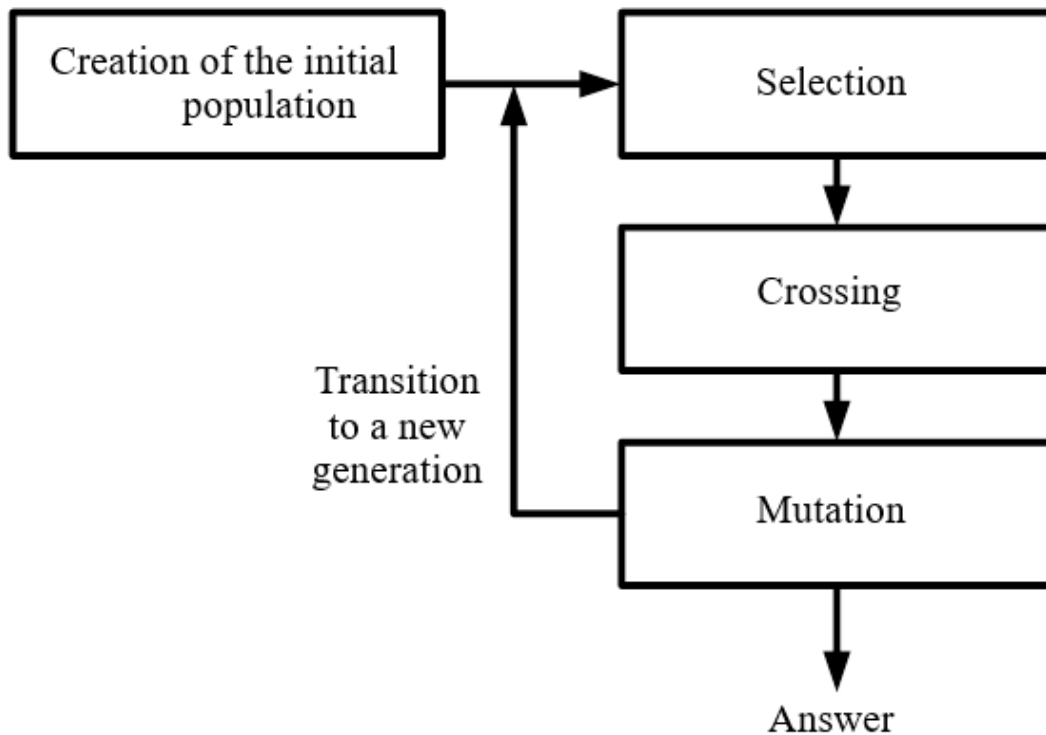 Creation of the initial
population
Selection
Crossing
Transition
to a new
generation
Mutation
Answer